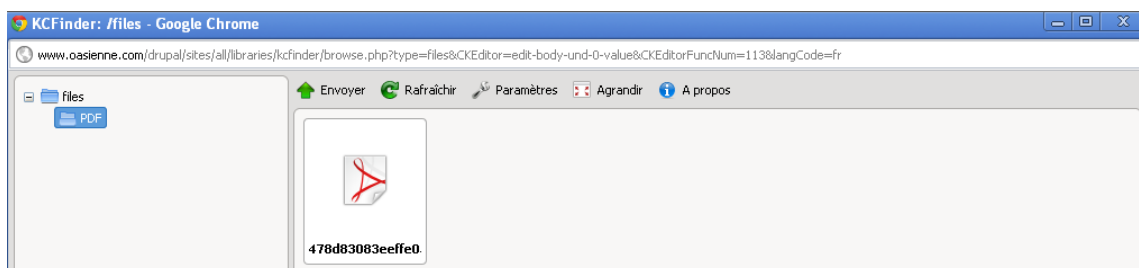 KCFinder: /files - Google Chrome
www.oasienne.com/drupal/sites/all/libraries/kcfinder/browse.php?type=files&CKEditor=edit-body-und-0-value&CKEditorFuncNum=113&langCode=fr
files
PDF
Envoyer Rafraîchir Paramètres Agrandir A propos
478d83083eeffe0.